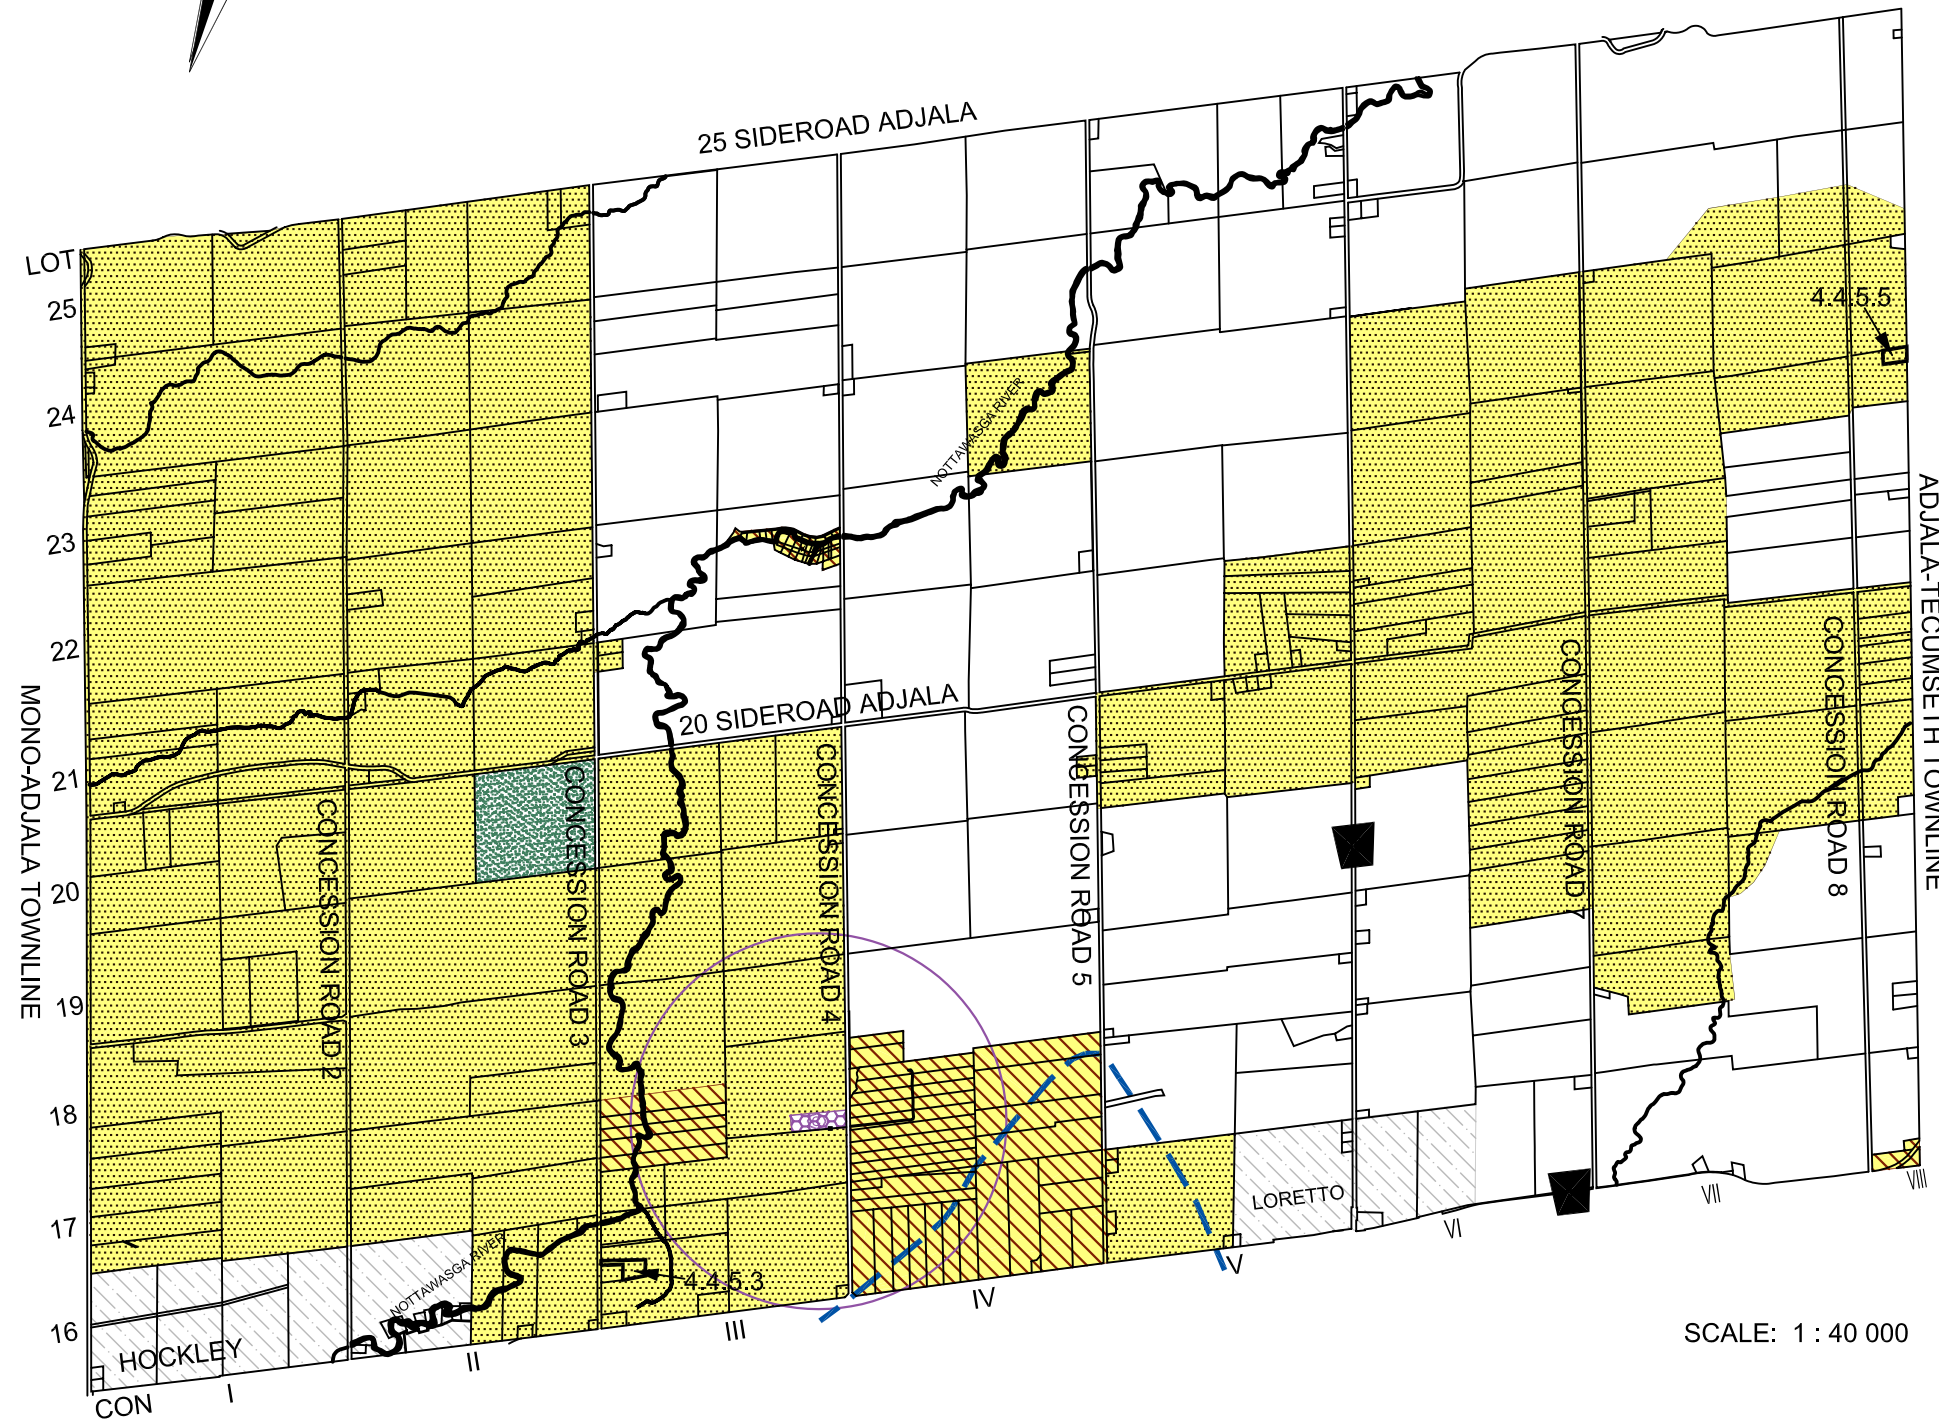 25 SIDEROAD ADJALA
LOT
25
24
23
22
21
20
19
18
17
16
4.4.5.5
NOTTAWASGA RIVER
20 SIDEROAD ADJALA
MONO-ADJALA TOWNLINE
CONCESSION ROAD 2
CONCESSION ROAD 3
CONCESSION ROAD 4
CONCESSION ROAD 5
CONCESSION ROAD 7
CONCESSION ROAD 8
ADJALA-TECUMSETH TOWNLINE
NOTTAWASGA RIVER
4.4.5.3
LORETTO
HOCKLEY
CON
I
II
III
IV
V
VI
VII
VIII
SCALE: 1 : 40 000